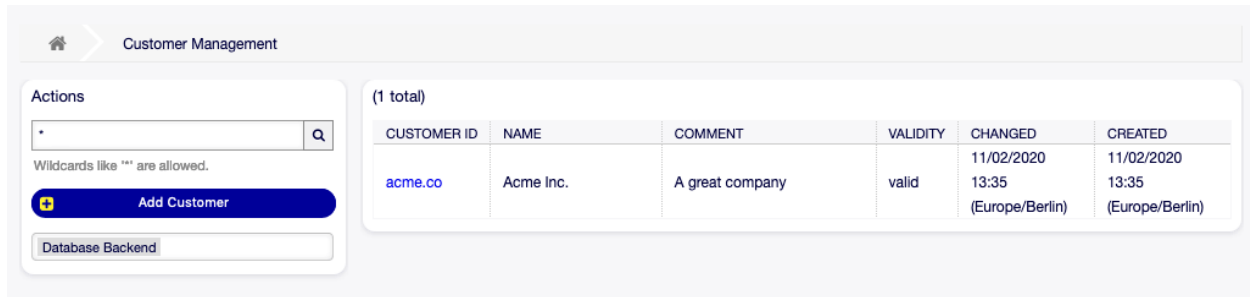 Customer Management
Actions
*
Wildcards like '*' are allowed.
Add Customer
Database Backend
(1 total)
CUSTOMER ID NAME COMMENT VALIDITY CHANGED CREATED
acme.co Acme Inc. A great company valid 11/02/2020 13:35 (Europe/Berlin) 11/02/2020 13:35 (Europe/Berlin)